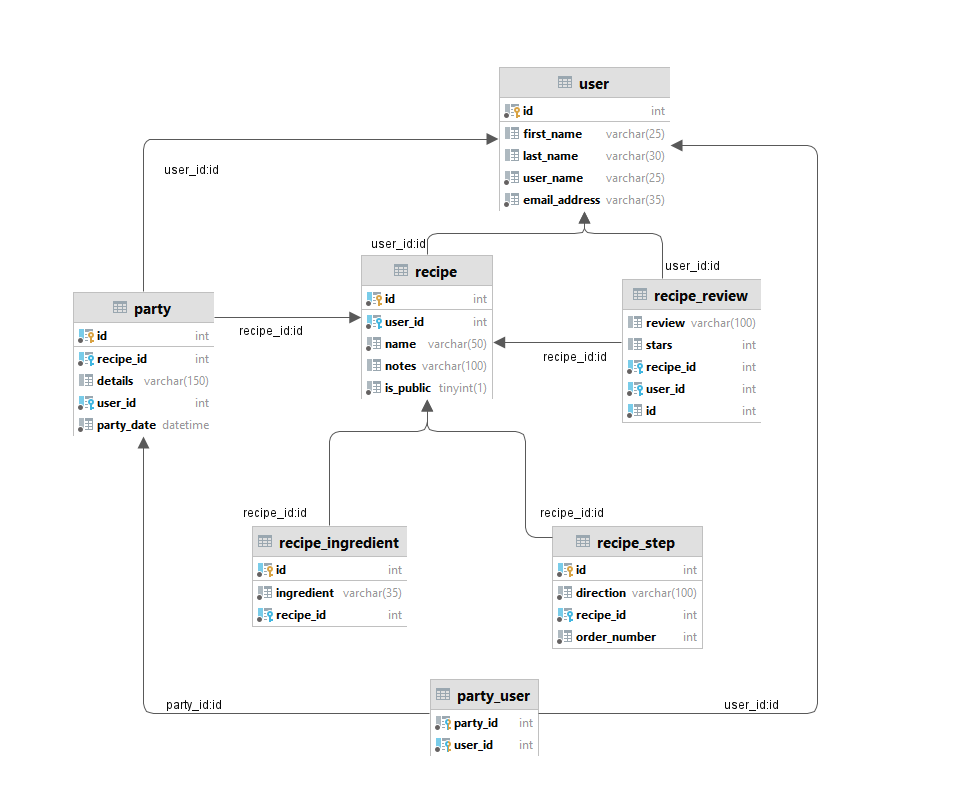 user
id int
first_name varchar(25)
last_name varchar(30)
user_name varchar(25)
email_address varchar(35)
user_id:id
user_id:id
user_id:id
recipe
id int
user_id int
name varchar(50)
notes varchar(100)
is_public tinyint(1)
recipe_review
review varchar(100)
stars int
recipe_id int
user_id int
id int
party
id int
recipe_id int
details varchar(150)
user_id int
party_date datetime
recipe_id:id
recipe_id:id
recipe_id:id
recipe_id:id
recipe_ingredient
id int
ingredient varchar(35)
recipe_id int
recipe_step
id int
direction varchar(100)
recipe_id int
order_number int
party_user
party_id int
user_id int
party_id:id
user_id:id